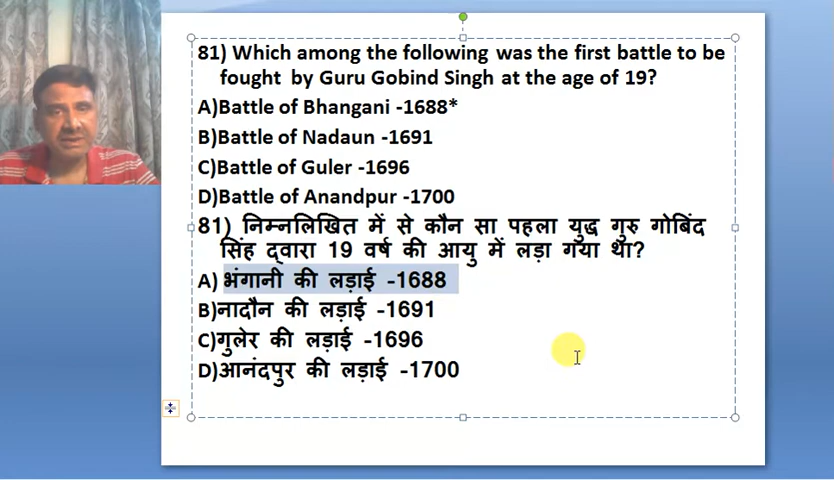 81) Which among the following was the first battle to be
fought by Guru Gobind Singh at the age of 19?
A)Battle of Bhangani -1688*
B)Battle of Nadaun -1691
C)Battle of Guler -1696
D)Battle of Anandpur -1700
81) निम्नलिखित में से कौन सा पहला युद्ध गुरु गोबिंद
सिंह द्वारा 19 वर्ष की आयु में लड़ा गया था?
A) भंगानी की लड़ाई -1688
B)नादौन की लड़ाई -1691
C)गुलेर की लड़ाई -1696
D)आनंदपुर की लड़ाई -1700